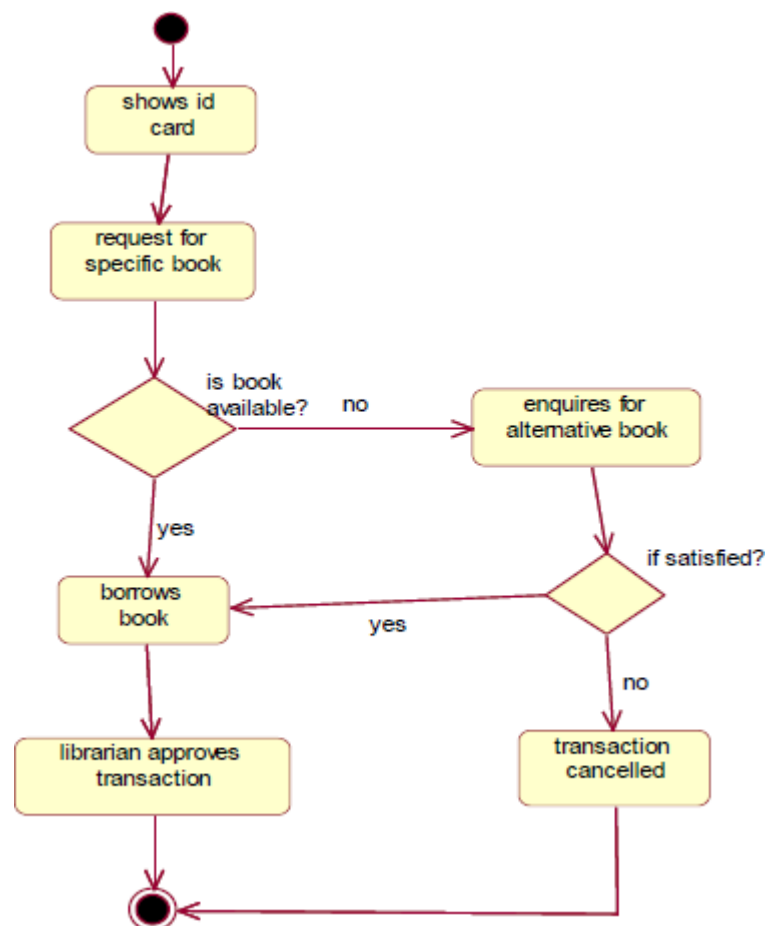 shows id
card
request for
specific book
is book
available?
no
enquires for
alternative book
yes
if satisfied?
borrows
book
yes
no
librarian approves
transaction
transaction
cancelled